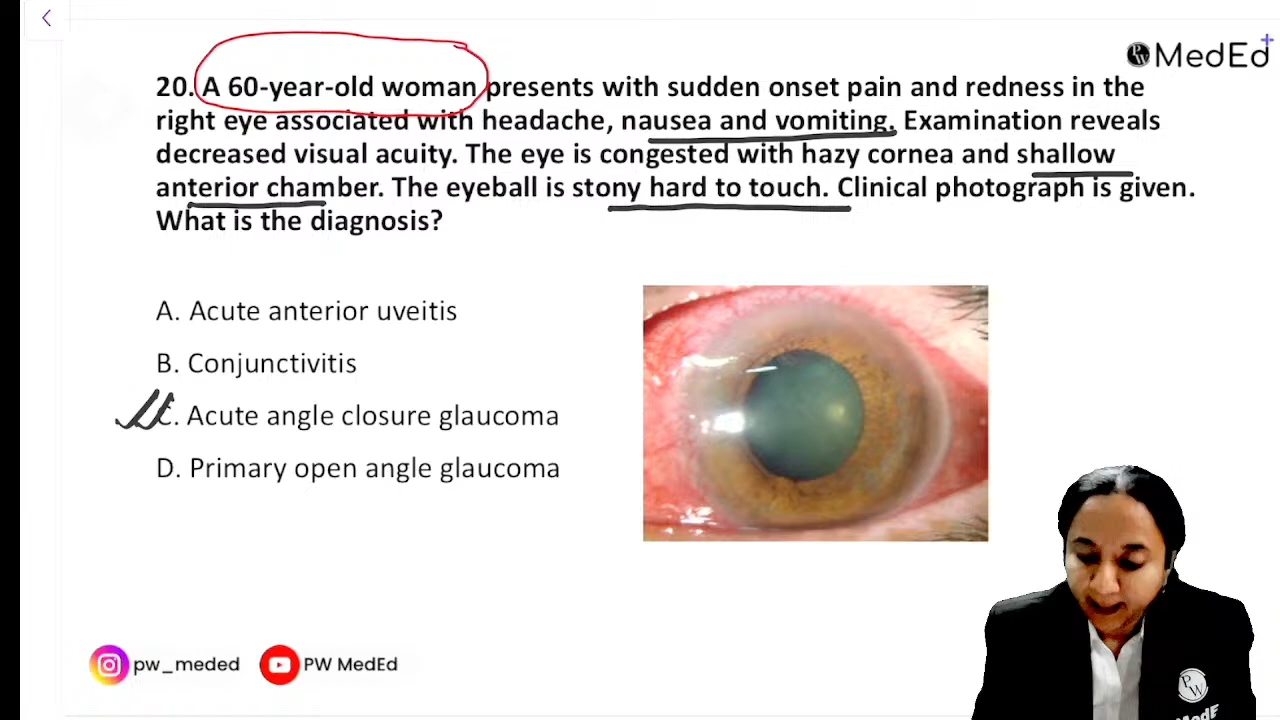 MedEd
20. A 60-year-old woman presents with sudden onset pain and redness in the
right eye associated with headache, nausea and vomiting. Examination reveals
decreased visual acuity. The eye is congested with hazy cornea and shallow
anterior chamber. The eyeball is stony hard to touch. Clinical photograph is given.
What is the diagnosis?
A. Acute anterior uveitis
B. Conjunctivitis
C. Acute angle closure glaucoma
D. Primary open angle glaucoma
pw_meded PW MedEd
PW
MedE